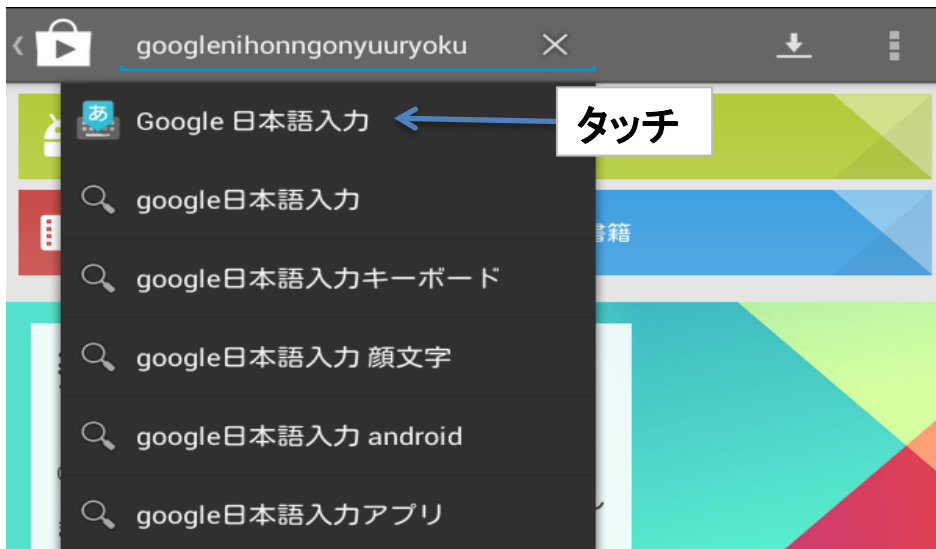 googlenihonngonyuuryoku
Google 日本語入力
タッチ
google日本語入力
書籍
google日本語入力キーボード
google日本語入力 顔文字
google日本語入力 android
google日本語入力アプリ